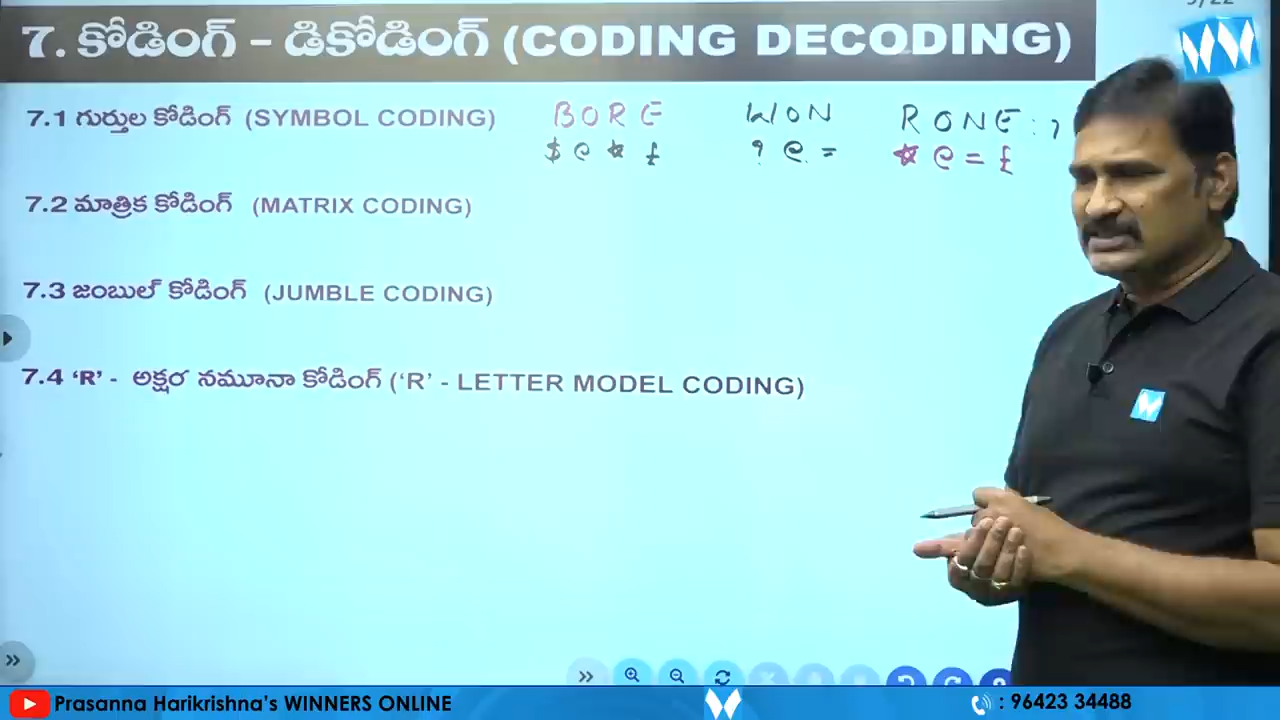 7. కోడింగ్ – డికోడింగ్ (CODING DECODING)
7.1 గుర్తుల కోడింగ్ (SYMBOL CODING) BORE WON RONE : ?
$ @ ☆ £ ? @ = ☆ @ = £
7.2 మాత్రిక కోడింగ్ (MATRIX CODING)
7.3 జంబుల్ కోడింగ్ (JUMBLE CODING)
7.4 ‘R’ - అక్షర నమూనా కోడింగ్ (‘R’ - LETTER MODEL CODING)
Prasanna Harikrishna's WINNERS ONLINE
: 96423 34488